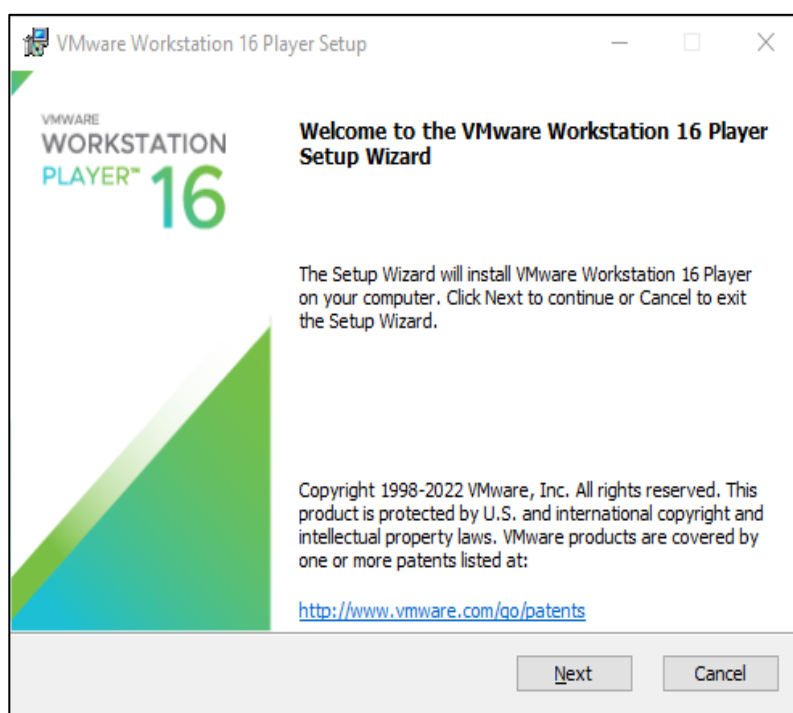 VMware Workstation 16 Player Setup
VMWARE
WORKSTATION
PLAYER™ 16
Welcome to the VMware Workstation 16 Player
Setup Wizard
The Setup Wizard will install VMware Workstation 16 Player
on your computer. Click Next to continue or Cancel to exit
the Setup Wizard.
Copyright 1998-2022 VMware, Inc. All rights reserved. This
product is protected by U.S. and international copyright and
intellectual property laws. VMware products are covered by
one or more patents listed at:
http://www.vmware.com/go/patents
Next
Cancel